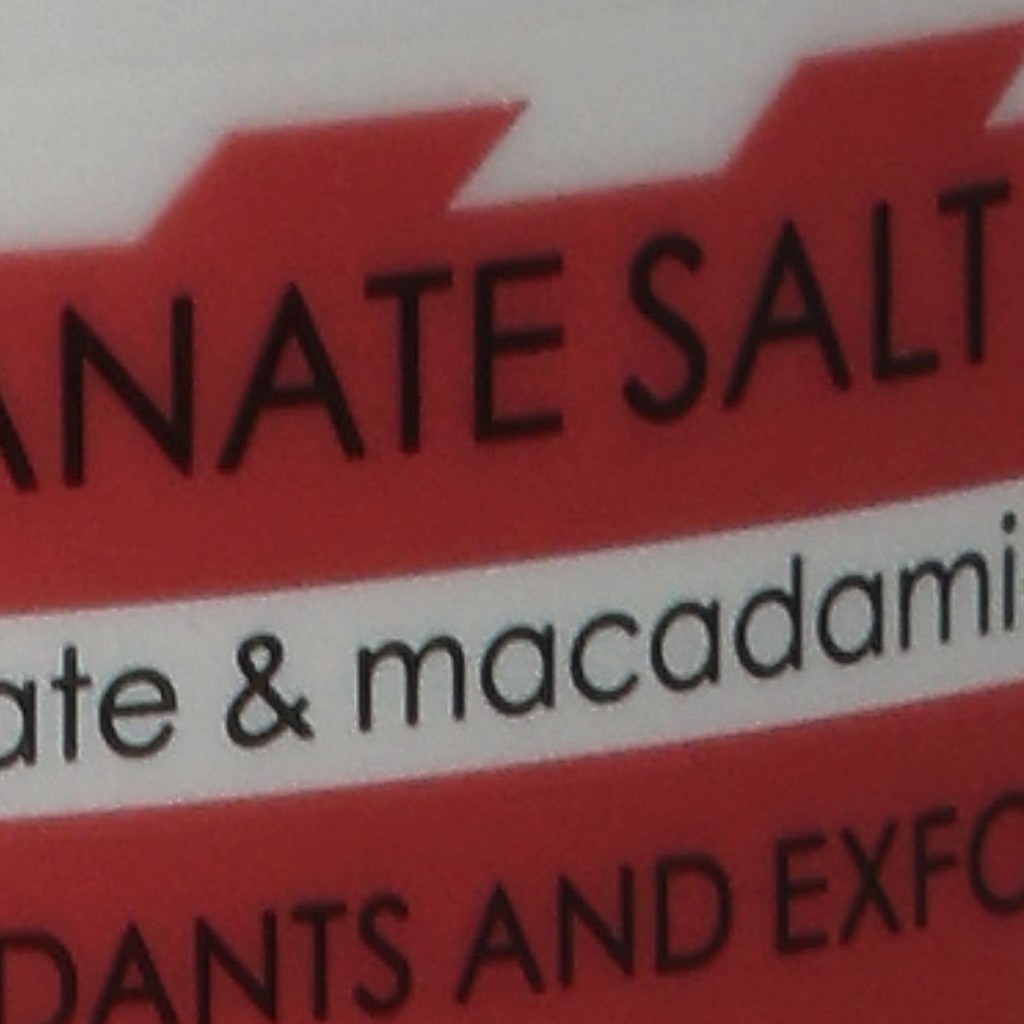 ANATE SALT
ate & macadami
DANTS AND EXFO